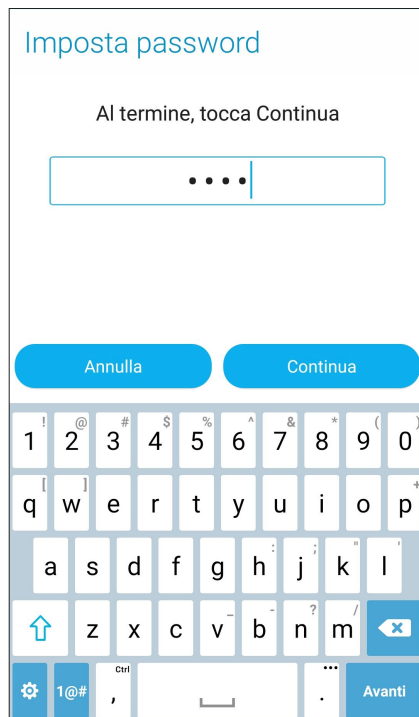 Imposta password
Al termine, tocca Continua
••••
Annulla Continua
! @ # $ % ^ & * ( )
1 2 3 4 5 6 7 8 9 0
[ ] +
q w e r t y u i o p
: ; " '
a s d f g h j k l
_ - ? /
z x c v b n m
Ctrl •••
1@# , . Avanti